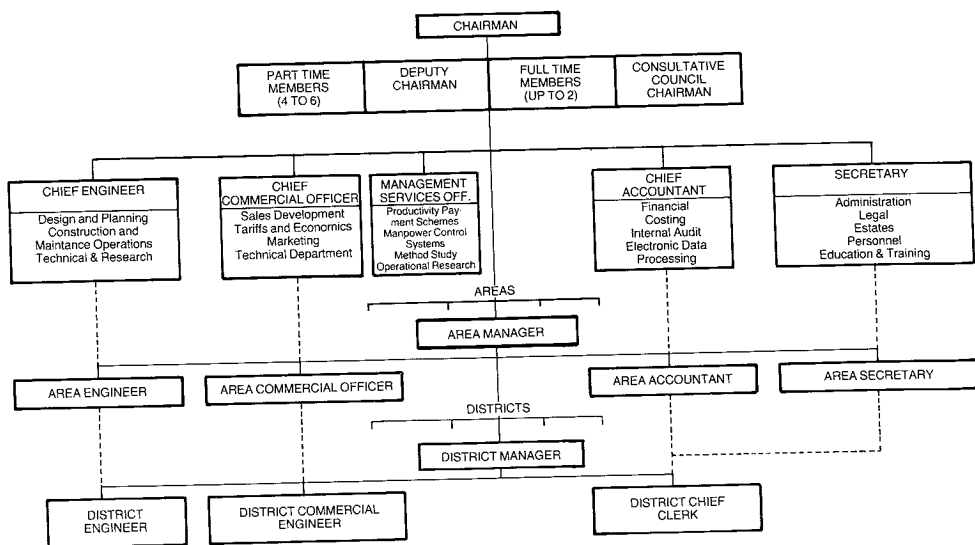 CHAIRMAN
PART TIME
MEMBERS
(4 TO 6)
DEPUTY
CHAIRMAN
FULL TIME
MEMBERS
(UP TO 2)
CONSULTATIVE
COUNCIL
CHAIRMAN
CHIEF ENGINEER
Design and Planning
Construction and
Maintance Operations
Technical & Research
CHIEF
COMMERCIAL OFFICER
Sales Development
Tariffs and Economics
Marketing
Technical Department
MANAGEMENT
SERVICES OFF.
Productivity Pay-
ment Schemes
Manpower Control
Systems
Method Study
Operational Research
CHIEF
ACCOUNTANT
Financial
Costing
Internal Audit
Electronic Data
Processing
SECRETARY
Administration
Legal
Estates
Personnel
Education & Training
AREAS
AREA MANAGER
AREA ENGINEER
AREA COMMERCIAL OFFICER
AREA ACCOUNTANT
AREA SECRETARY
DISTRICTS
DISTRICT MANAGER
DISTRICT
ENGINEER
DISTRICT COMMERCIAL
ENGINEER
DISTRICT CHIEF
CLERK